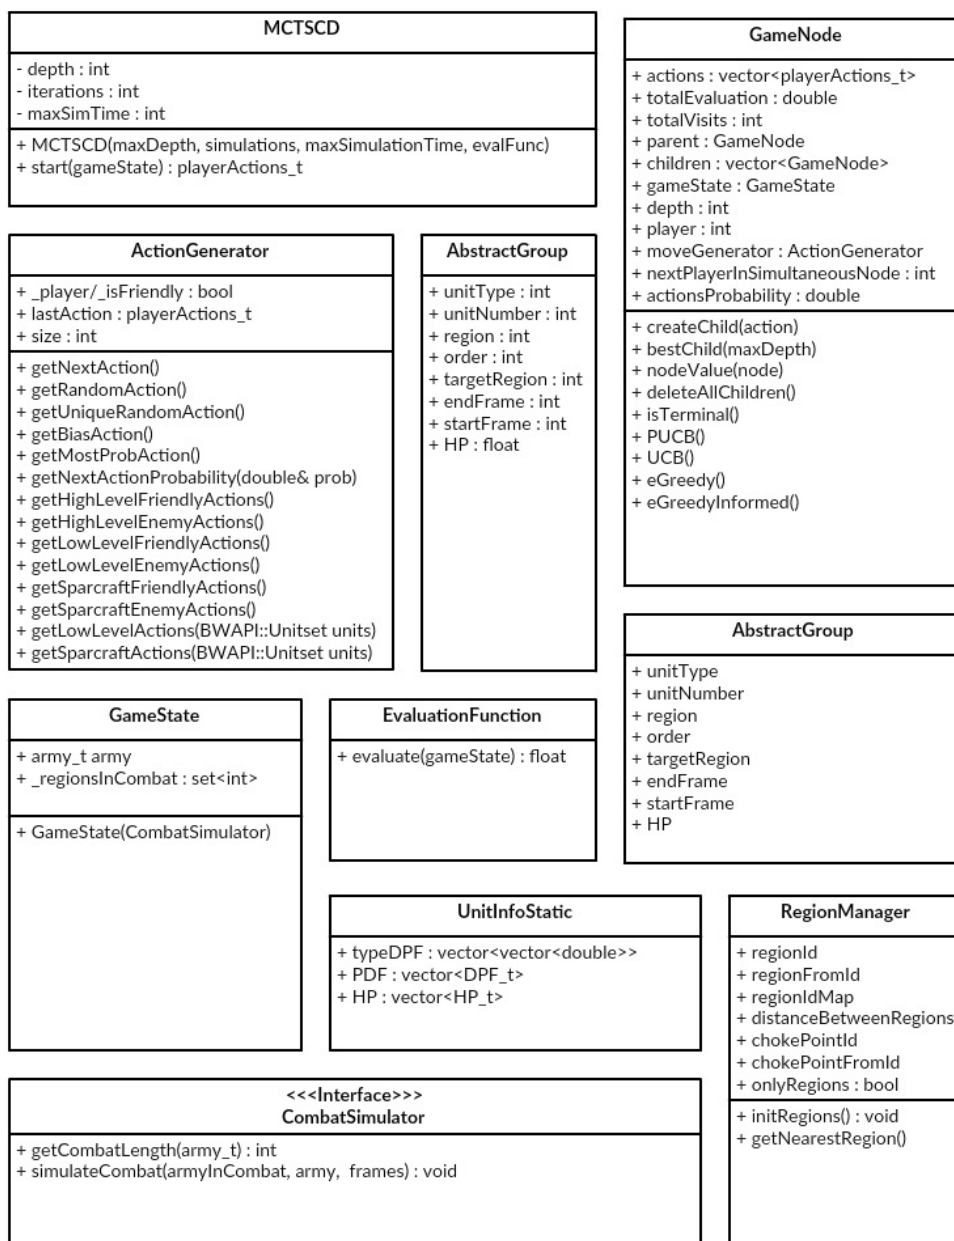 MCTSCD
- depth : int
- iterations : int
- maxSimTime : int
+ MCTSCD(maxDepth, simulations, maxSimulationTime, evalFunc)
+ start(gameState) : playerActions_t
GameNode
+ actions : vector<playerActions_t>
+ totalEvaluation : double
+ totalVisits : int
+ parent : GameNode
+ children : vector<GameNode>
+ gameState : GameState
+ depth : int
+ player : int
+ moveGenerator : ActionGenerator
+ nextPlayerInSimultaneousNode : int
+ actionsProbability : double
+ createChild(action)
+ bestChild(maxDepth)
+ nodeValue(node)
+ deleteAllChildren()
+ isTerminal()
+ PUCB()
+ UCB()
+ eGreedy()
+ eGreedyInformed()
ActionGenerator
+ _player/_isFriendly : bool
+ lastAction : playerActions_t
+ size : int
+ getNextAction()
+ getRandomAction()
+ getUniqueRandomAction()
+ getBiasAction()
+ getMostProbAction()
+ getNextActionProbability(double& prob)
+ getHighLevelFriendlyActions()
+ getHighLevelEnemyActions()
+ getLowLevelFriendlyActions()
+ getLowLevelEnemyActions()
+ getSparcraftFriendlyActions()
+ getSparcraftEnemyActions()
+ getLowLevelActions(BWAPI::Unitset units)
+ getSparcraftActions(BWAPI::Unitset units)
AbstractGroup
+ unitType : int
+ unitNumber : int
+ region : int
+ order : int
+ targetRegion : int
+ endFrame : int
+ startFrame : int
+ HP : float
AbstractGroup
+ unitType
+ unitNumber
+ region
+ order
+ targetRegion
+ endFrame
+ startFrame
+ HP
GameState
+ army_t army
+ _regionsInCombat : set<int>
+ GameState(CombatSimulator)
EvaluationFunction
+ evaluate(gameState) : float
UnitInfoStatic
+ typeDPF : vector<vector<double>>
+ PDF : vector<DPF_t>
+ HP : vector<HP_t>
RegionManager
+ regionId
+ regionFromId
+ regionIdMap
+ distanceBetweenRegions
+ chokePointId
+ chokePointFromId
+ onlyRegions : bool
+ initRegions() : void
+ getNearestRegion()
<<<Interface>>>
CombatSimulator
+ getCombatLength(army_t) : int
+ simulateCombat(armyInCombat, army, frames) : void